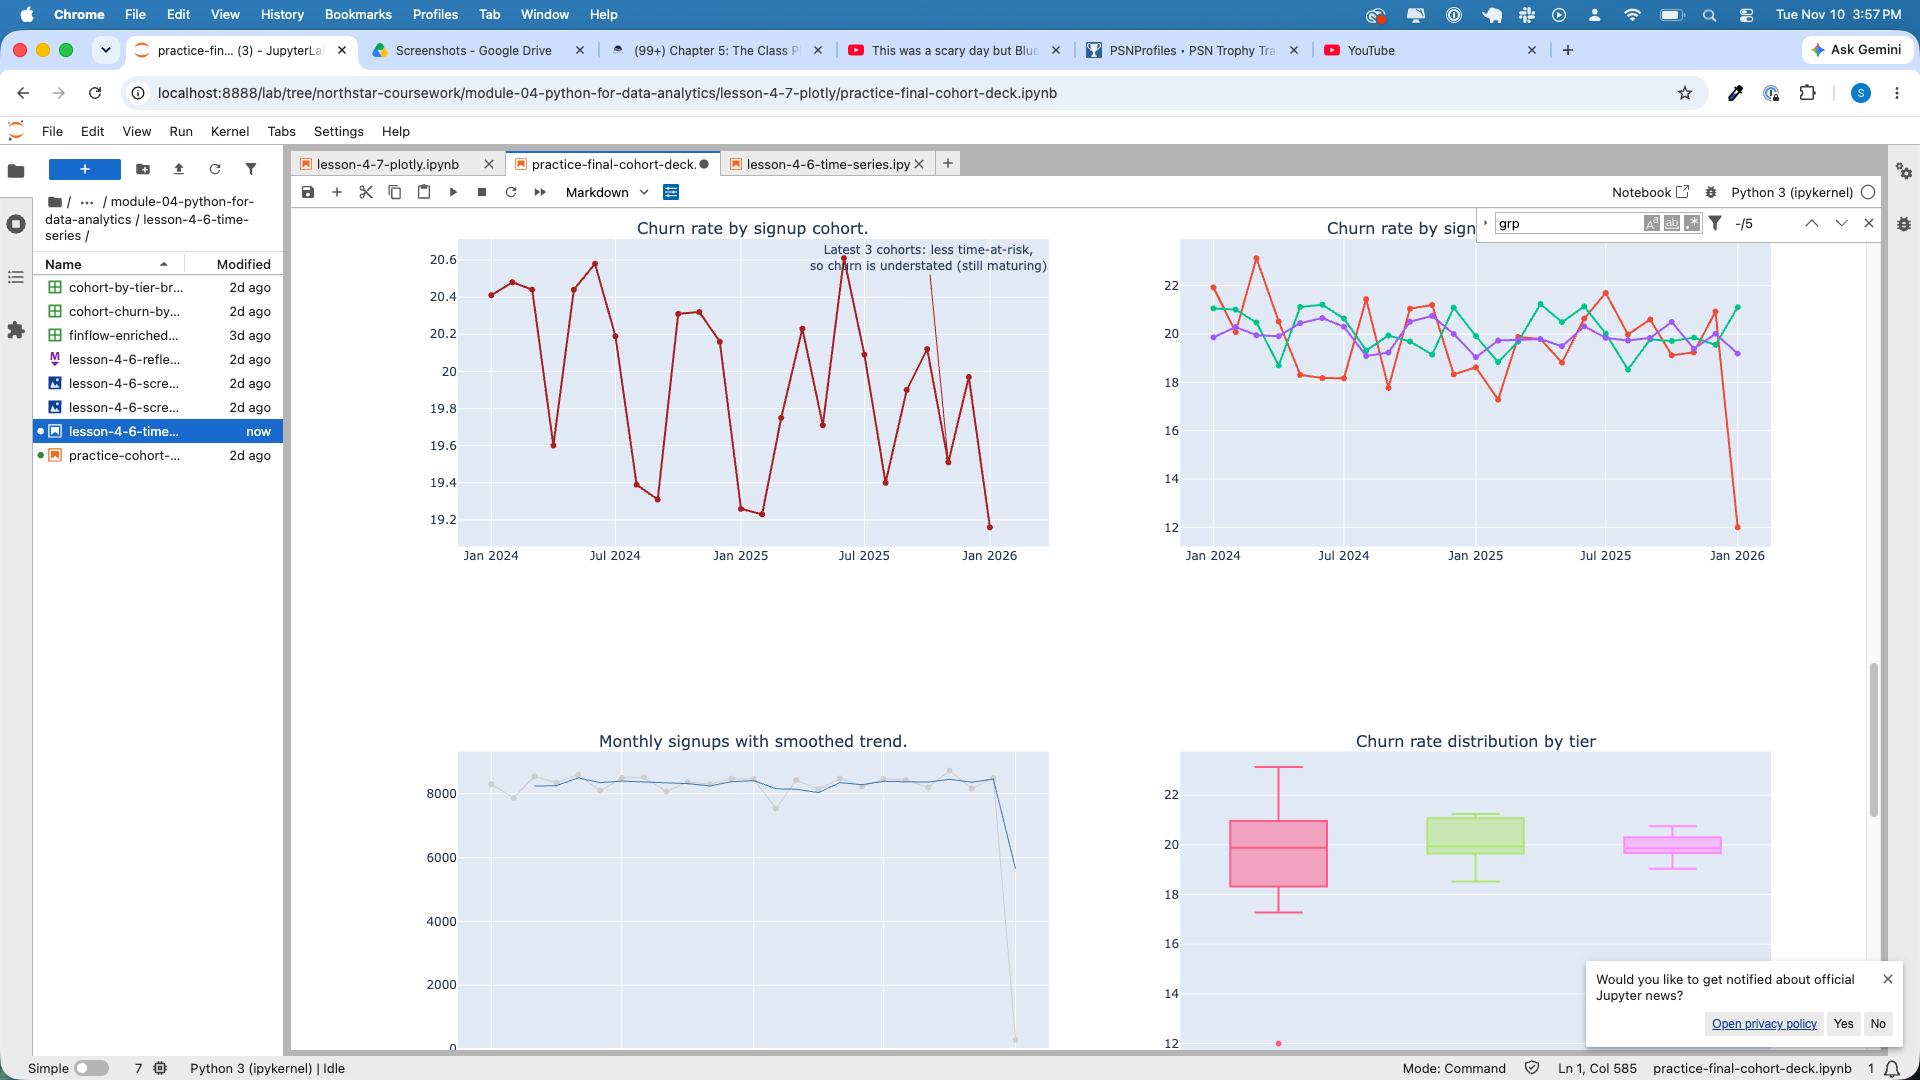 Chrome File Edit View History Bookmarks Profiles Tab Window Help Tue Nov 10 3:57 PM
practice-fin... (3) - JupyterLa Screenshots - Google Drive (99+) Chapter 5: The Class P This was a scary day but Blue PSNProfiles • PSN Trophy Tra YouTube Ask Gemini
localhost:8888/lab/tree/northstar-coursework/module-04-python-for-data-analytics/lesson-4-7-plotly/practice-final-cohort-deck.ipynb S
File Edit View Run Kernel Tabs Settings Help
lesson-4-7-plotly.ipynb practice-final-cohort-deck. lesson-4-6-time-series.ipy
Markdown Notebook Python 3 (ipykernel)
/ ··· / module-04-python-for-
data-analytics / lesson-4-6-time-
series /
Name Modified
cohort-by-tier-br... 2d ago
cohort-churn-by... 2d ago
finflow-enriched... 3d ago
lesson-4-6-refle... 2d ago
lesson-4-6-scre... 2d ago
lesson-4-6-scre... 2d ago
lesson-4-6-time... now
practice-cohort-... 2d ago
grp Aa ab .* -/5
Churn rate by signup cohort.
Latest 3 cohorts: less time-at-risk,
so churn is understated (still maturing)
20.6
20.4
20.2
20
19.8
19.6
19.4
19.2
Jan 2024 Jul 2024 Jan 2025 Jul 2025 Jan 2026
Churn rate by sign
22
20
18
16
14
12
Jan 2024 Jul 2024 Jan 2025 Jul 2025 Jan 2026
Monthly signups with smoothed trend.
8000
6000
4000
2000
0
Churn rate distribution by tier
22
20
18
16
14
12
Would you like to get notified about official
Jupyter news?
Open privacy policy Yes No
Simple 7 Python 3 (ipykernel) | Idle Mode: Command Ln 1, Col 585 practice-final-cohort-deck.ipynb 1